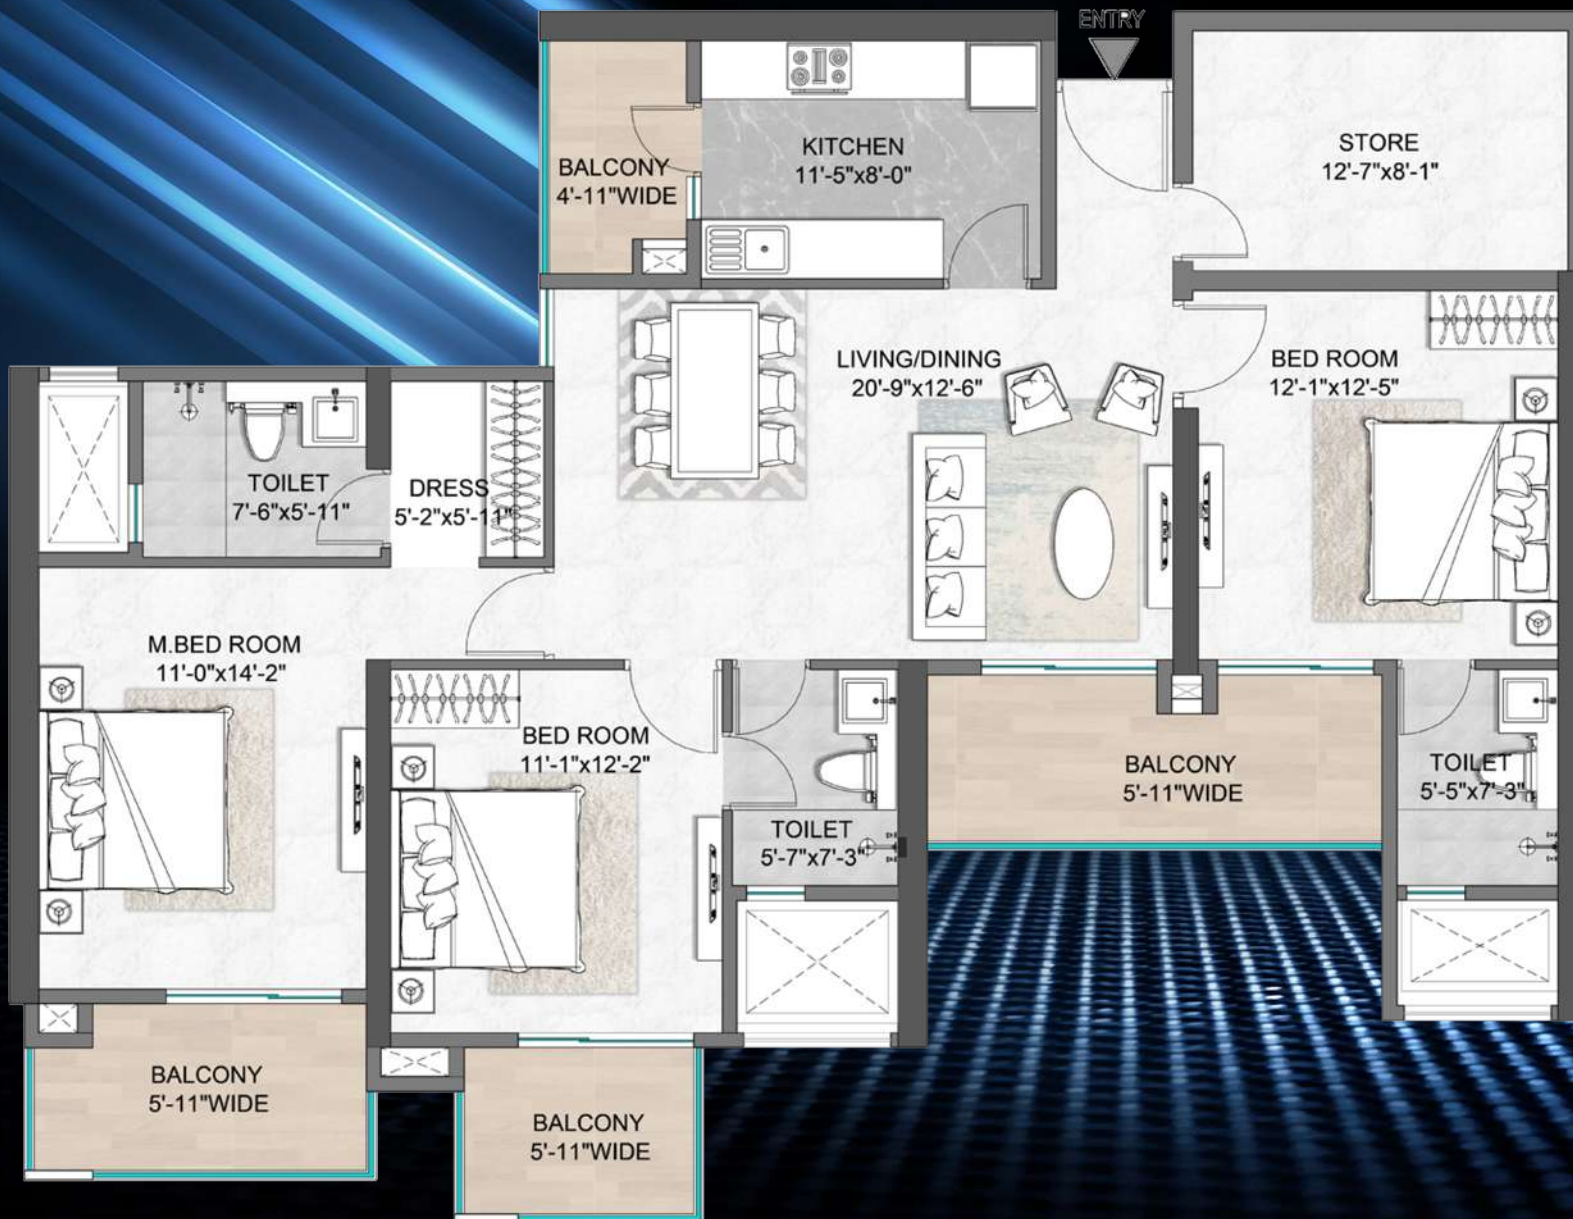 ENTRY
KITCHEN
11'-5"x8'-0"
STORE
12'-7"x8'-1"
BALCONY
4'-11"WIDE
LIVING/DINING
20'-9"x12'-6"
BED ROOM
12'-1"x12'-5"
TOILET
7'-6"x5'-11"
DRESS
5'-2"x5'-11"
M.BED ROOM
11'-0"x14'-2"
BED ROOM
11'-1"x12'-2"
BALCONY
5'-11"WIDE
TOILET
5'-5"x7'-3"
TOILET
5'-7"x7'-3"
BALCONY
5'-11"WIDE
BALCONY
5'-11"WIDE